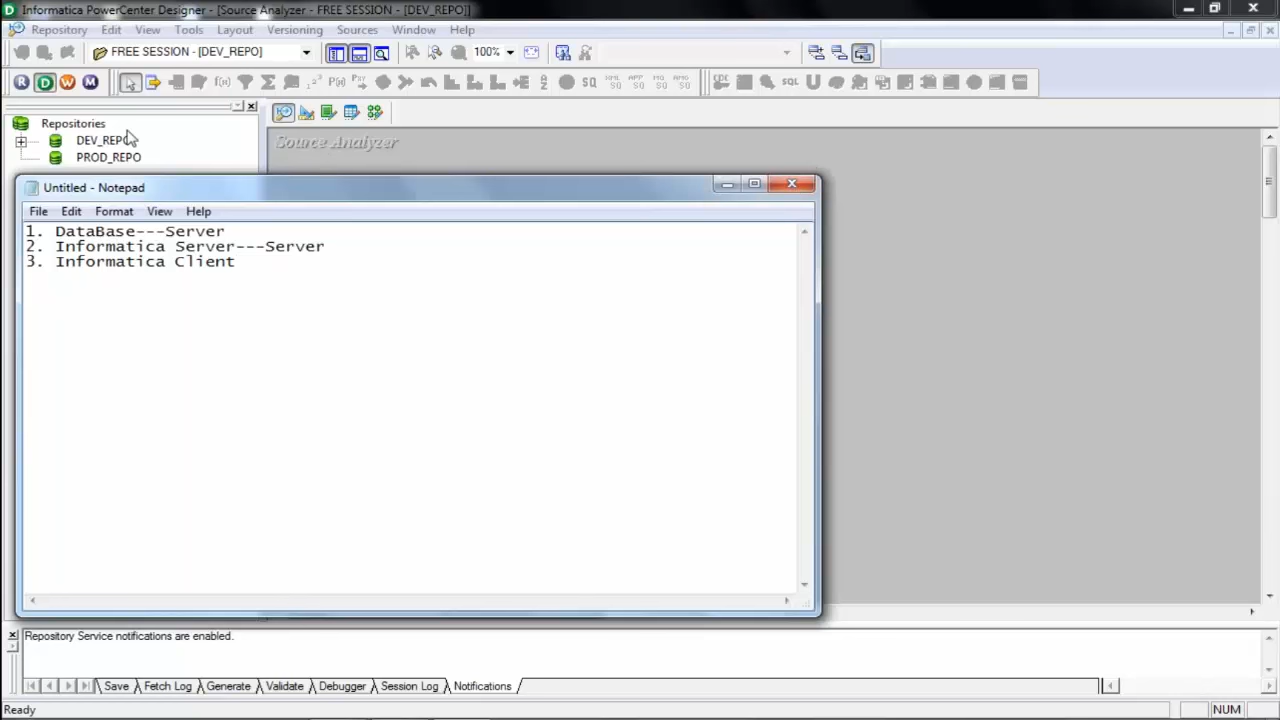 Informatica PowerCenter Designer - [Source Analyzer - FREE SESSION - [DEV_REPO]]
Repository Edit View Tools Layout Versioning Sources Window Help
FREE SESSION - [DEV_REPO] 100%
R D W M f(x) P(x) SQ SQL
Repositories
DEV_REPO
PROD_REPO
Source Analyzer
Untitled - Notepad
File Edit Format View Help
1. DataBase---Server
2. Informatica Server---Server
3. Informatica Client
Repository Service notifications are enabled.
Save Fetch Log Generate Validate Debugger Session Log Notifications
Ready NUM